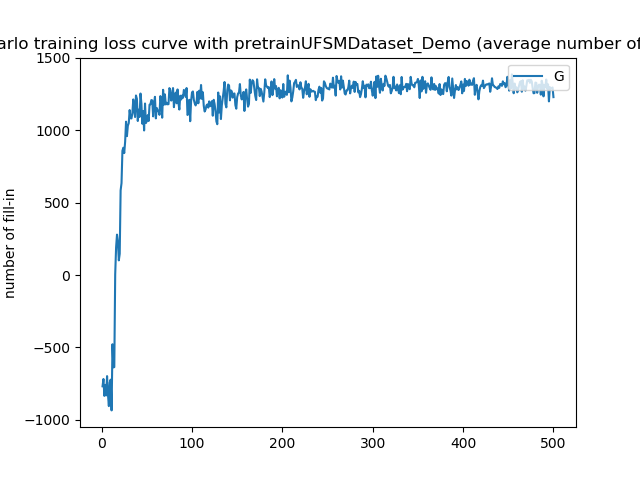 arlo training loss curve with pretrainUFSMDataset_Demo (average number of
G
number of fill-in
1500
1000
500
0
−500
−1000
0 100 200 300 400 500